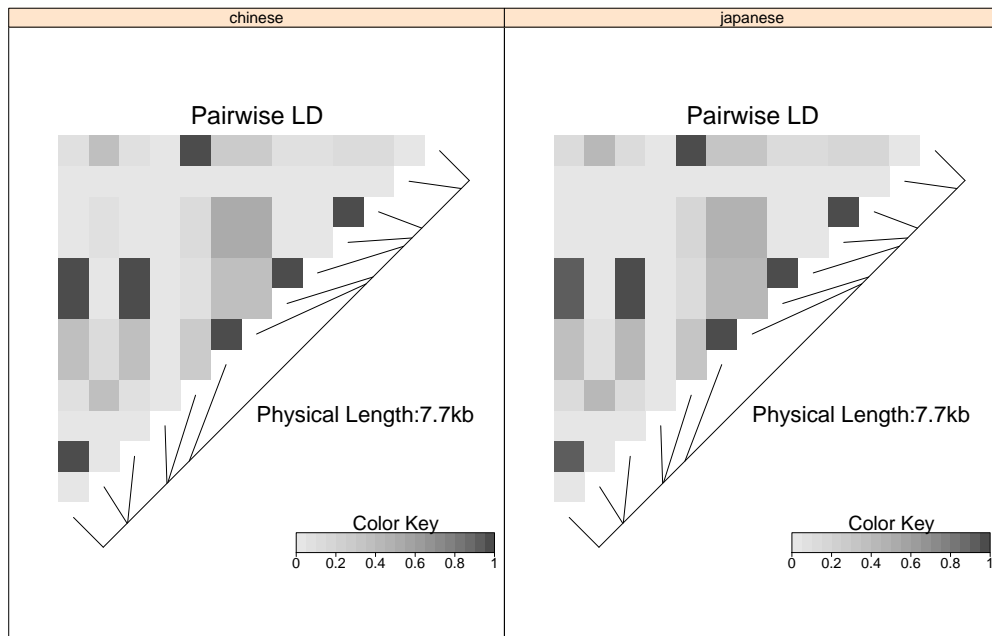 chinese
Pairwise LD
Physical Length:7.7kb
Color Key
0 0.2 0.4 0.6 0.8 1
japanese
Pairwise LD
Physical Length:7.7kb
Color Key
0 0.2 0.4 0.6 0.8 1